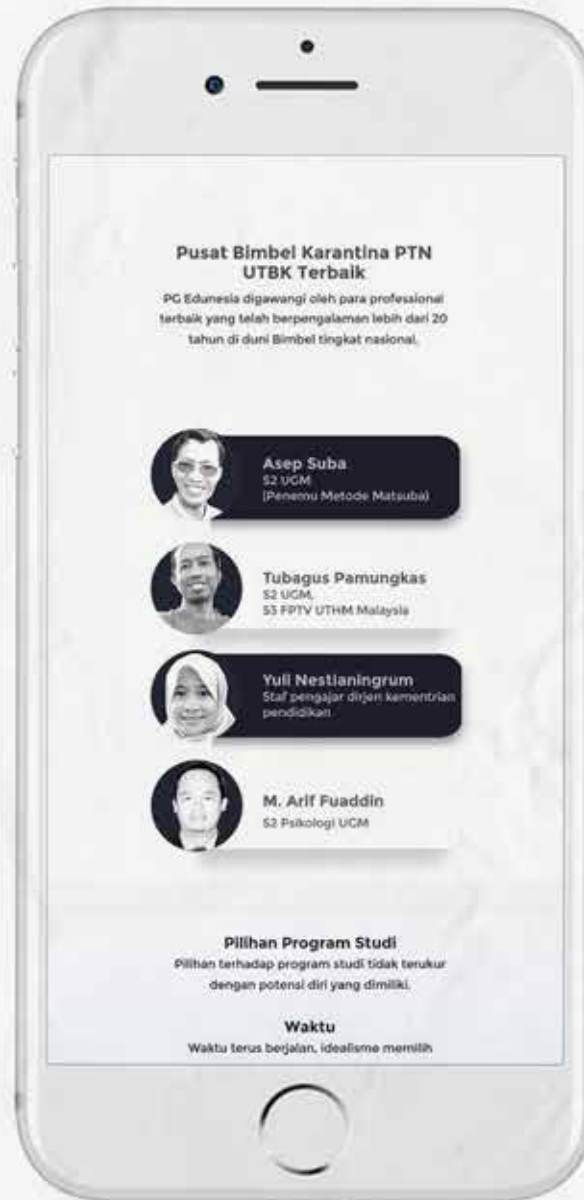 Pusat Bimbel Karantina PTN
UTBK Terbaik
PG Edunesia digawangi oleh para professional
terbaik yang telah berpengalaman lebih dari 20
tahun di duni Bimbel tingkat nasional.
Asep Suba
S2 UGM
(Penemu Metode Matsuba)
Tubagus Pamungkas
S2 UGM,
S3 FPTV UTHM Malaysia
Yuli Nestianingrum
Staf pengajar dirjen kementrian
pendidikan
M. Arif Fuaddin
S2 Psikologi UGM
Pilihan Program Studi
Pilihan terhadap program studi tidak terukur
dengan potensi diri yang dimiliki.
Waktu
Waktu terus berjalan, idealisme memilih